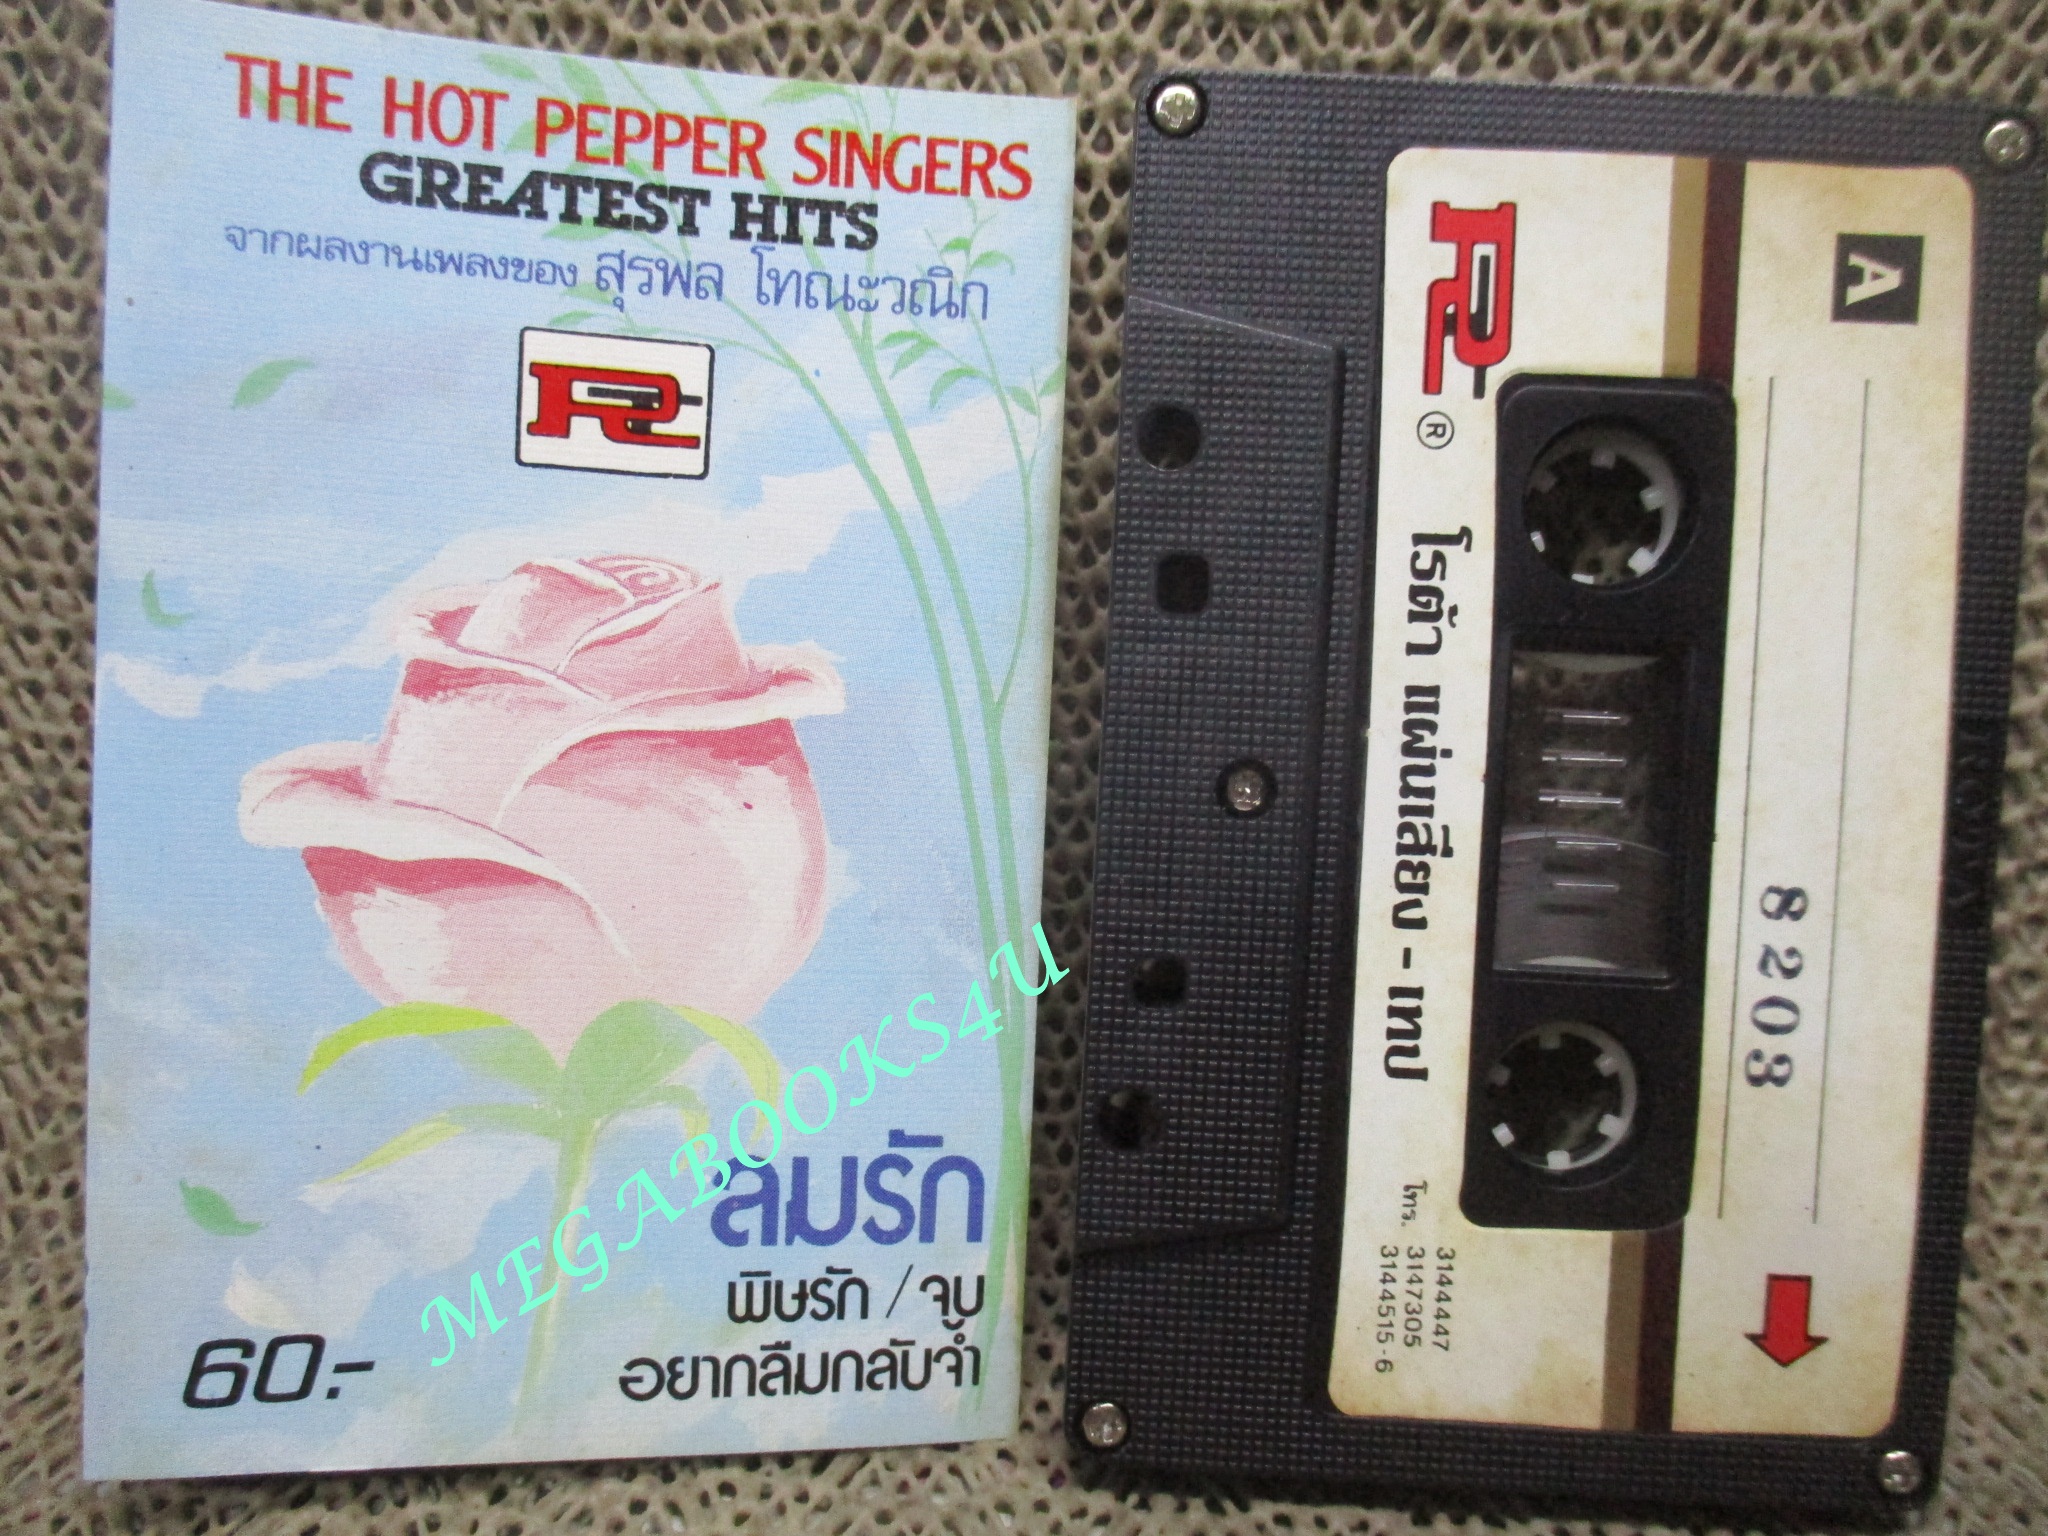 THE HOT PEPPER SINGERS
GREATEST HITS
จากผลงานเพลงของ สุรพล โทณะวณิก
R
ลมรัก
พิษรัก / จูบ
อยากลืมกลับจำ
60.-
MEGABOOKS4U
A
R
®
โรต้า แผ่นเสียง - เทป
8203
โทร. 3144447
3147305
3144515-6